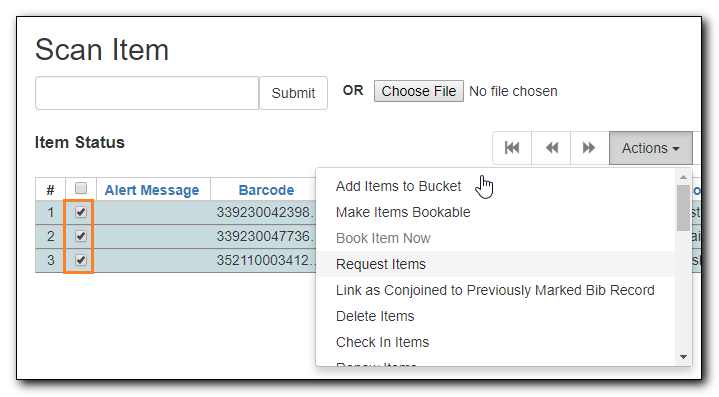 Scan Item
Submit OR Choose File No file chosen
Item Status
Actions
# Alert Message Barcode
1 339230042398...
2 339230047736...
3 352110003412...
Add Items to Bucket
Make Items Bookable
Book Item Now
Request Items
Link as Conjoined to Previously Marked Bib Record
Delete Items
Check In Items
Renew Items